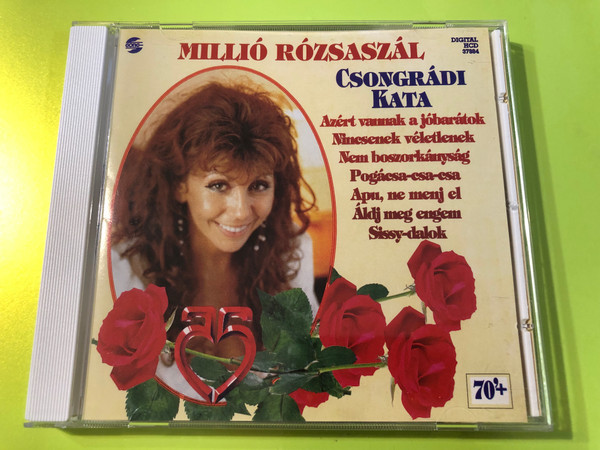 MILLIÓ RÓZSASZÁL
DIGITAL
HCD
37894
CSONGRÁDI
KATA
Azért vannak a jóbarátok
Nincsenek véletlenek
Nem boszorkányság
Pogácsa-csa-csa
Apu, ne menj el
Áldj meg engem
Sissy-dalok
70'+